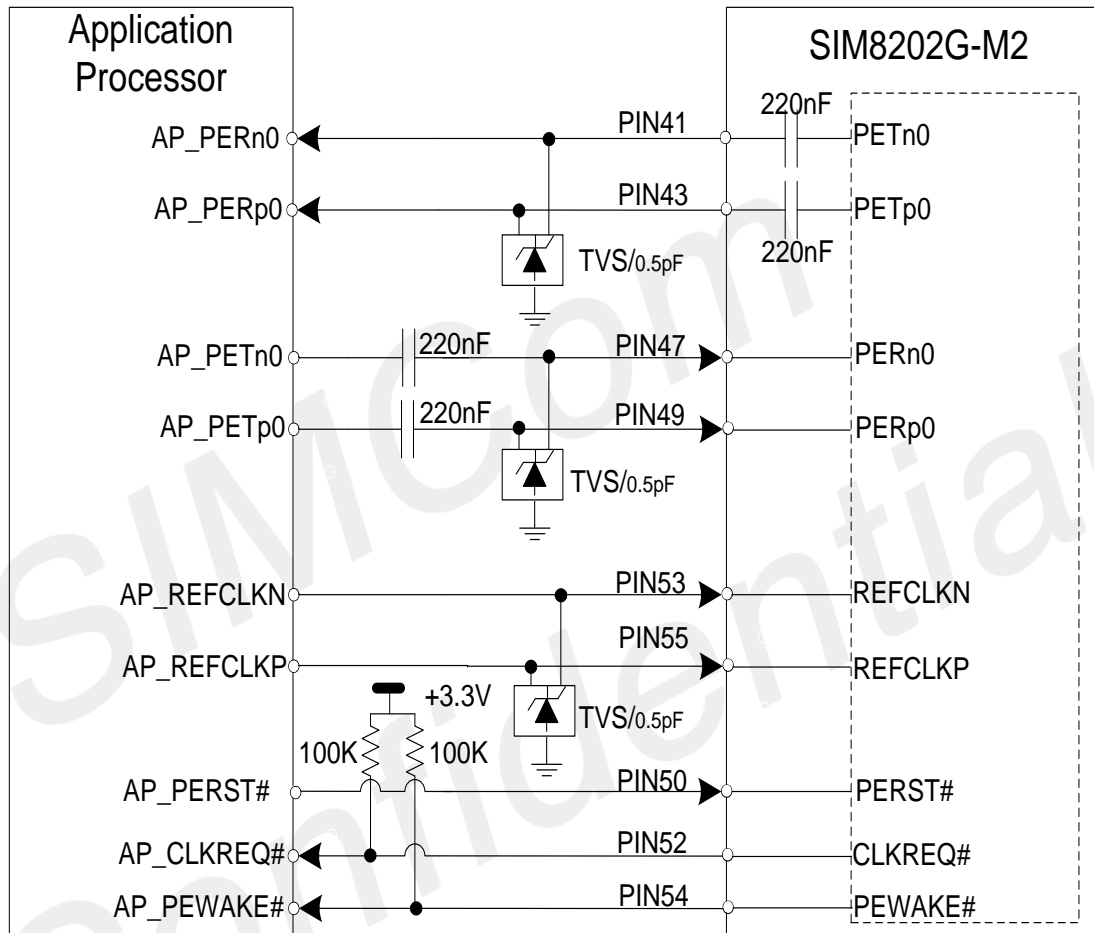 Application
Processor
SIM8202G-M2
220nF
AP_PERn0
PIN41
PETn0
AP_PERp0
PIN43
PETp0
220nF
TVS/0.5pF
AP_PETn0
220nF
PIN47
PERn0
AP_PETp0
220nF
PIN49
PERp0
TVS/0.5pF
AP_REFCLKN
PIN53
REFCLKN
AP_REFCLKP
PIN55
REFCLKP
+3.3V
TVS/0.5pF
100K
100K
AP_PERST#
PIN50
PERST#
AP_CLKREQ#
PIN52
CLKREQ#
AP_PEWAKE#
PIN54
PEWAKE#
SIMCom
Confidential